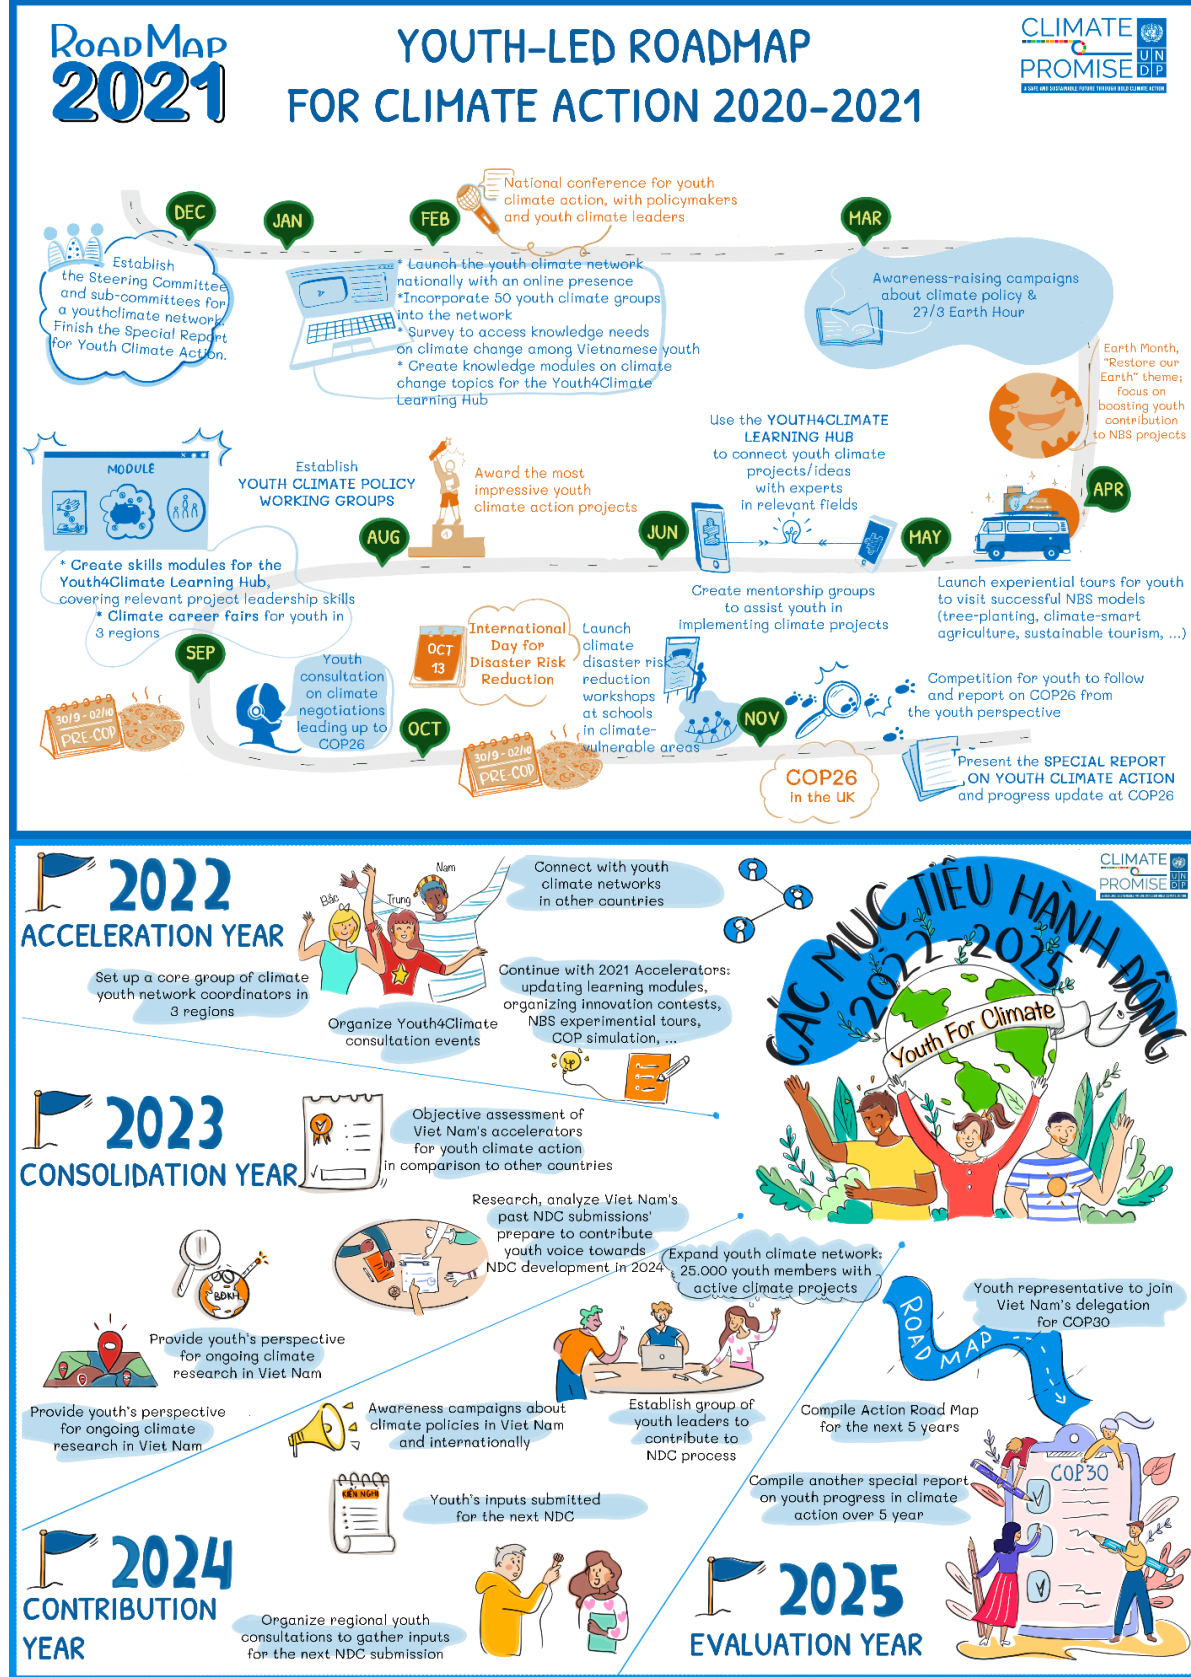 ROADMAP
2021
YOUTH-LED ROADMAP
FOR CLIMATE ACTION 2020-2021
CLIMATE
PROMISE
UN
DP
A SAFE AND SUSTAINABLE FUTURE THROUGH BOLD CLIMATE ACTION
DEC
Establish
the Steering Committee
and sub-committees for
a youthclimate network.
Finish the Special Report
for Youth Climate Action.
JAN
FEB
National conference for youth
climate action, with policymakers
and youth climate leaders
* Launch the youth climate network
nationally with an online presence
*Incorporate 50 youth climate groups
into the network
* Survey to access knowledge needs
on climate change among Vietnamese youth
* Create knowledge modules on climate
change topics for the Youth4Climate
Learning Hub
MAR
Awareness-raising campaigns
about climate policy &
27/3 Earth Hour
Earth Month,
"Restore our
Earth" theme;
focus on
boosting youth
contribution
to NBS projects
APR
Launch experiential tours for youth
to visit successful NBS models
(tree-planting, climate-smart
agriculture, sustainable tourism, ...)
MAY
Use the YOUTH4CLIMATE
LEARNING HUB
to connect youth climate
projects/ideas
with experts
in relevant fields
Create mentorship groups
to assist youth in
implementing climate projects
JUN
Award the most
impressive youth
climate action projects
1
AUG
Establish
YOUTH CLIMATE POLICY
WORKING GROUPS
MODULE
* Create skills modules for the
Youth4Climate Learning Hub,
covering relevant project leadership skills
* Climate career fairs for youth in
3 regions
SEP
30/9 - 02/10
PRE-COP
Youth
consultation
on climate
negotiations
leading up to
COP26
OCT
OCT
13
International
Day for
Disaster Risk
Reduction
30/9 - 02/10
PRE-COP
Launch
climate
disaster risk
reduction
workshops
at schools
in climate-
vulnerable areas
NOV
COP26
in the UK
Competition for youth to follow
and report on COP26 from
the youth perspective
Present the SPECIAL REPORT
ON YOUTH CLIMATE ACTION
and progress update at COP26
2022
ACCELERATION YEAR
Set up a core group of climate
youth network coordinators in
3 regions
Bắc
Trung
Nam
Organize Youth4Climate
consultation events
Connect with youth
climate networks
in other countries
Continue with 2021 Accelerators:
updating learning modules,
organizing innovation contests,
NBS experimental tours,
COP simulation, ...
CLIMATE
PROMISE
UN
DP
CÁC MỤC TIÊU HÀNH ĐỘNG
2022-2025
Youth For Climate
2023
CONSOLIDATION YEAR
Objective assessment of
Viet Nam's accelerators
for youth climate action
in comparison to other countries
Research, analyze Viet Nam's
past NDC submissions'
prepare to contribute
youth voice towards
NDC development in 2024
BĐKH
Provide youth's perspective
for ongoing climate
research in Viet Nam
Provide youth's perspective
for ongoing climate
research in Viet Nam
Expand youth climate network:
25.000 youth members with
active climate projects
Awareness campaigns about
climate policies in Viet Nam
and internationally
Establish group of
youth leaders to
contribute to
NDC process
KIẾN NGHỊ
Youth's inputs submitted
for the next NDC
2024
CONTRIBUTION
YEAR
Organize regional youth
consultations to gather inputs
for the next NDC submission
ROAD MAP
Youth representative to join
Viet Nam's delegation
for COP30
Compile Action Road Map
for the next 5 years
Compile another special report
on youth progress in climate
action over 5 year
COP30
2025
EVALUATION YEAR